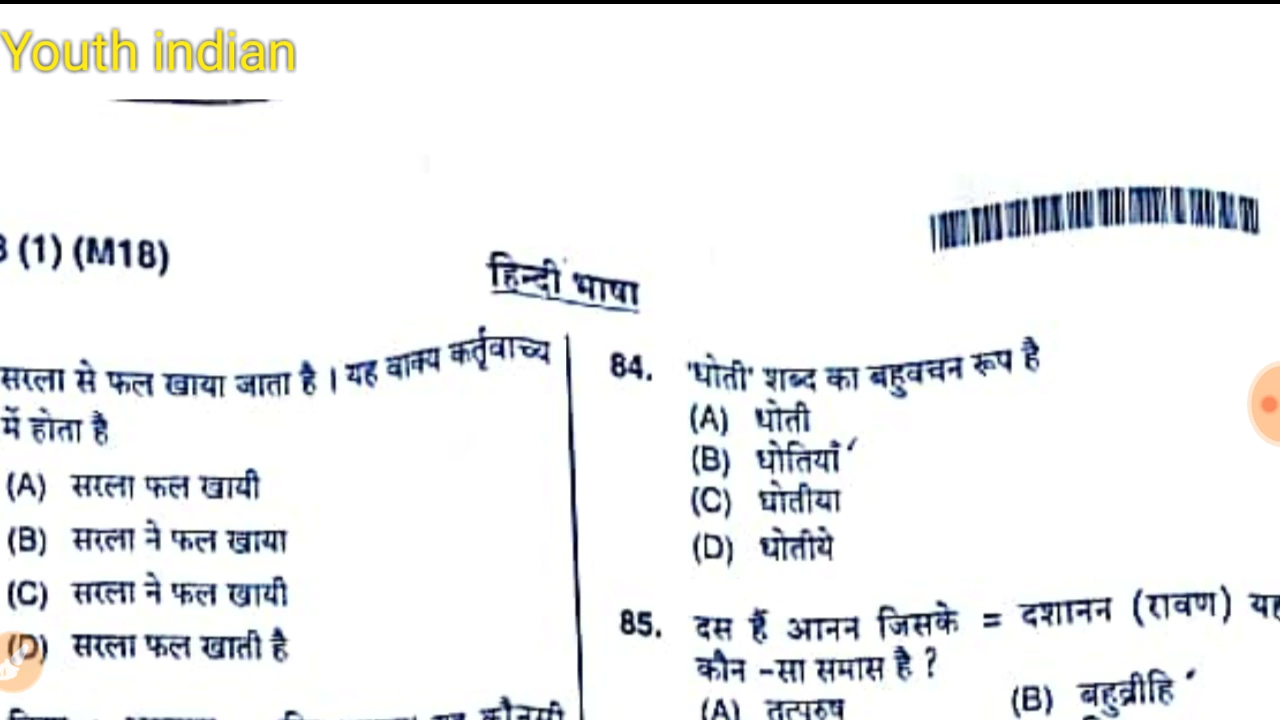 Youth indian
(1) (M18)
हिन्दी भाषा
सरला से फल खाया जाता है । यह वाक्य कर्तृवाच्य
में होता है
(A) सरला फल खायी
(B) सरला ने फल खाया
(C) सरला ने फल खायी
(D) सरला फल खाती है
84. 'धोती' शब्द का बहुवचन रूप है
(A) धोती
(B) धोतियाँ
(C) धोतीया
(D) धोतीये
85. दस हैं आनन जिसके = दशानन (रावण)
कौन -सा समास है ?
(A) तत्पुरुष
(B) बहुव्रीहि